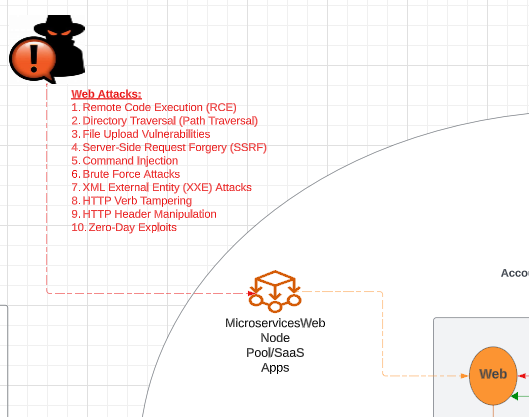 !
Web Attacks:
1. Remote Code Execution (RCE)
2. Directory Traversal (Path Traversal)
3. File Upload Vulnerabilities
4. Server-Side Request Forgery (SSRF)
5. Command Injection
6. Brute Force Attacks
7. XML External Entity (XXE) Attacks
8. HTTP Verb Tampering
9. HTTP Header Manipulation
10. Zero-Day Exploits
MicroservicesWeb
Node
Pool/SaaS
Apps
Web